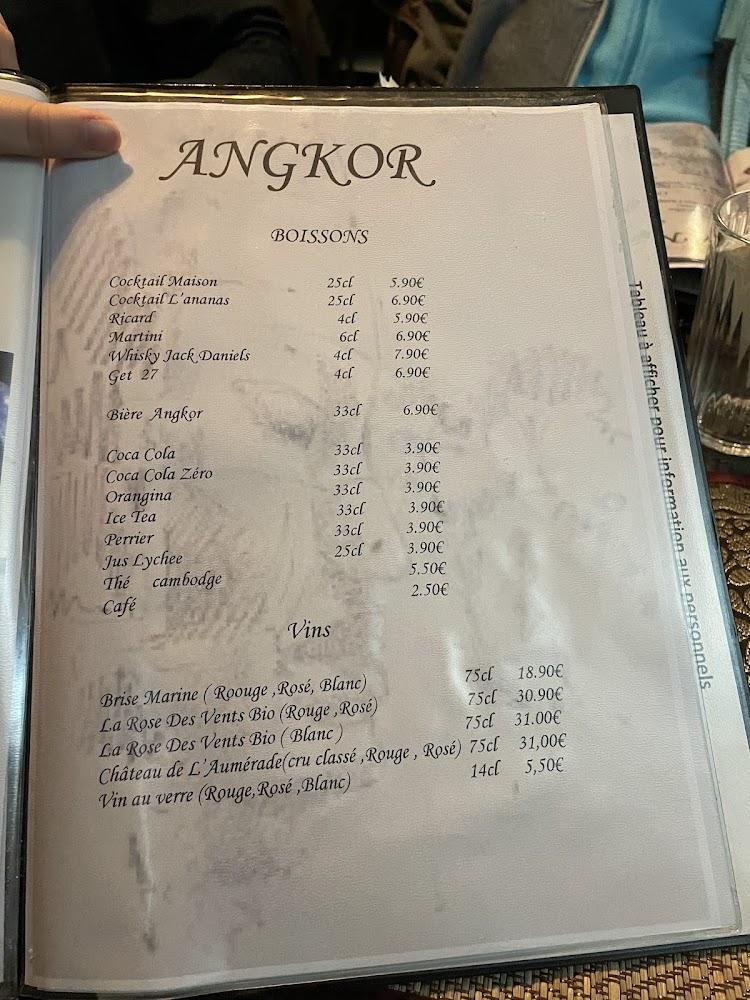 ANGKOR
BOISSONS
Cocktail Maison 25cl 5.90€
Cocktail L'ananas 25cl 6.90€
Ricard 4cl 5.90€
Martini 6cl 6.90€
Whisky Jack Daniels 4cl 7.90€
Get 27 4cl 6.90€
Bière Angkor 33cl 6.90€
Coca Cola 33cl 3.90€
Coca Cola Zéro 33cl 3.90€
Orangina 33cl 3.90€
Ice Tea 33cl 3.90€
Perrier 33cl 3.90€
Jus Lychee 25cl 3.90€
Thé cambodge 5.50€
Café 2.50€
Vins
Brise Marine ( Roouge ,Rosé, Blanc) 75cl 18.90€
La Rose Des Vents Bio (Rouge ,Rosé) 75cl 30.90€
La Rose Des Vents Bio ( Blanc ) 75cl 31.00€
Château de L'Aumérade(cru classé ,Rouge , Rosé) 75cl 31,00€
Vin au verre (Rouge,Rosé ,Blanc) 14cl 5,50€
Tableau à afficher pour information aux personnels